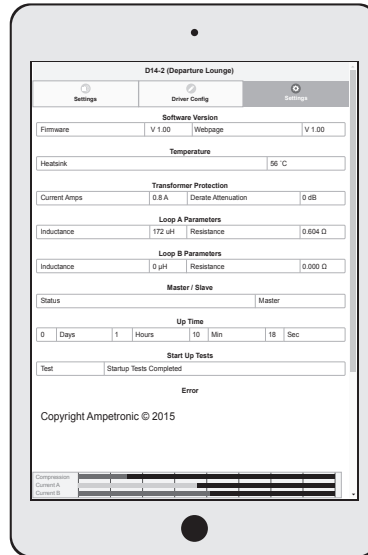 D14-2 (Departure Lounge)
Settings Driver Config Settings
Software Version
Firmware V 1.00 Webpage V 1.00
Temperature
Heatsink 56 ˚C
Transformer Protection
Current Amps 0.8 A Derate Attenuation 0 dB
Loop A Parameters
Inductance 172 uH Resistance 0.604 Ω
Loop B Parameters
Inductance 0 µH Resistance 0.000 Ω
Master / Slave
Status Master
Up Time
0 Days 1 Hours 10 Min 18 Sec
Start Up Tests
Test Startup Tests Completed
Error
Copyright Ampetronic © 2015
Compression
Current A
Current B